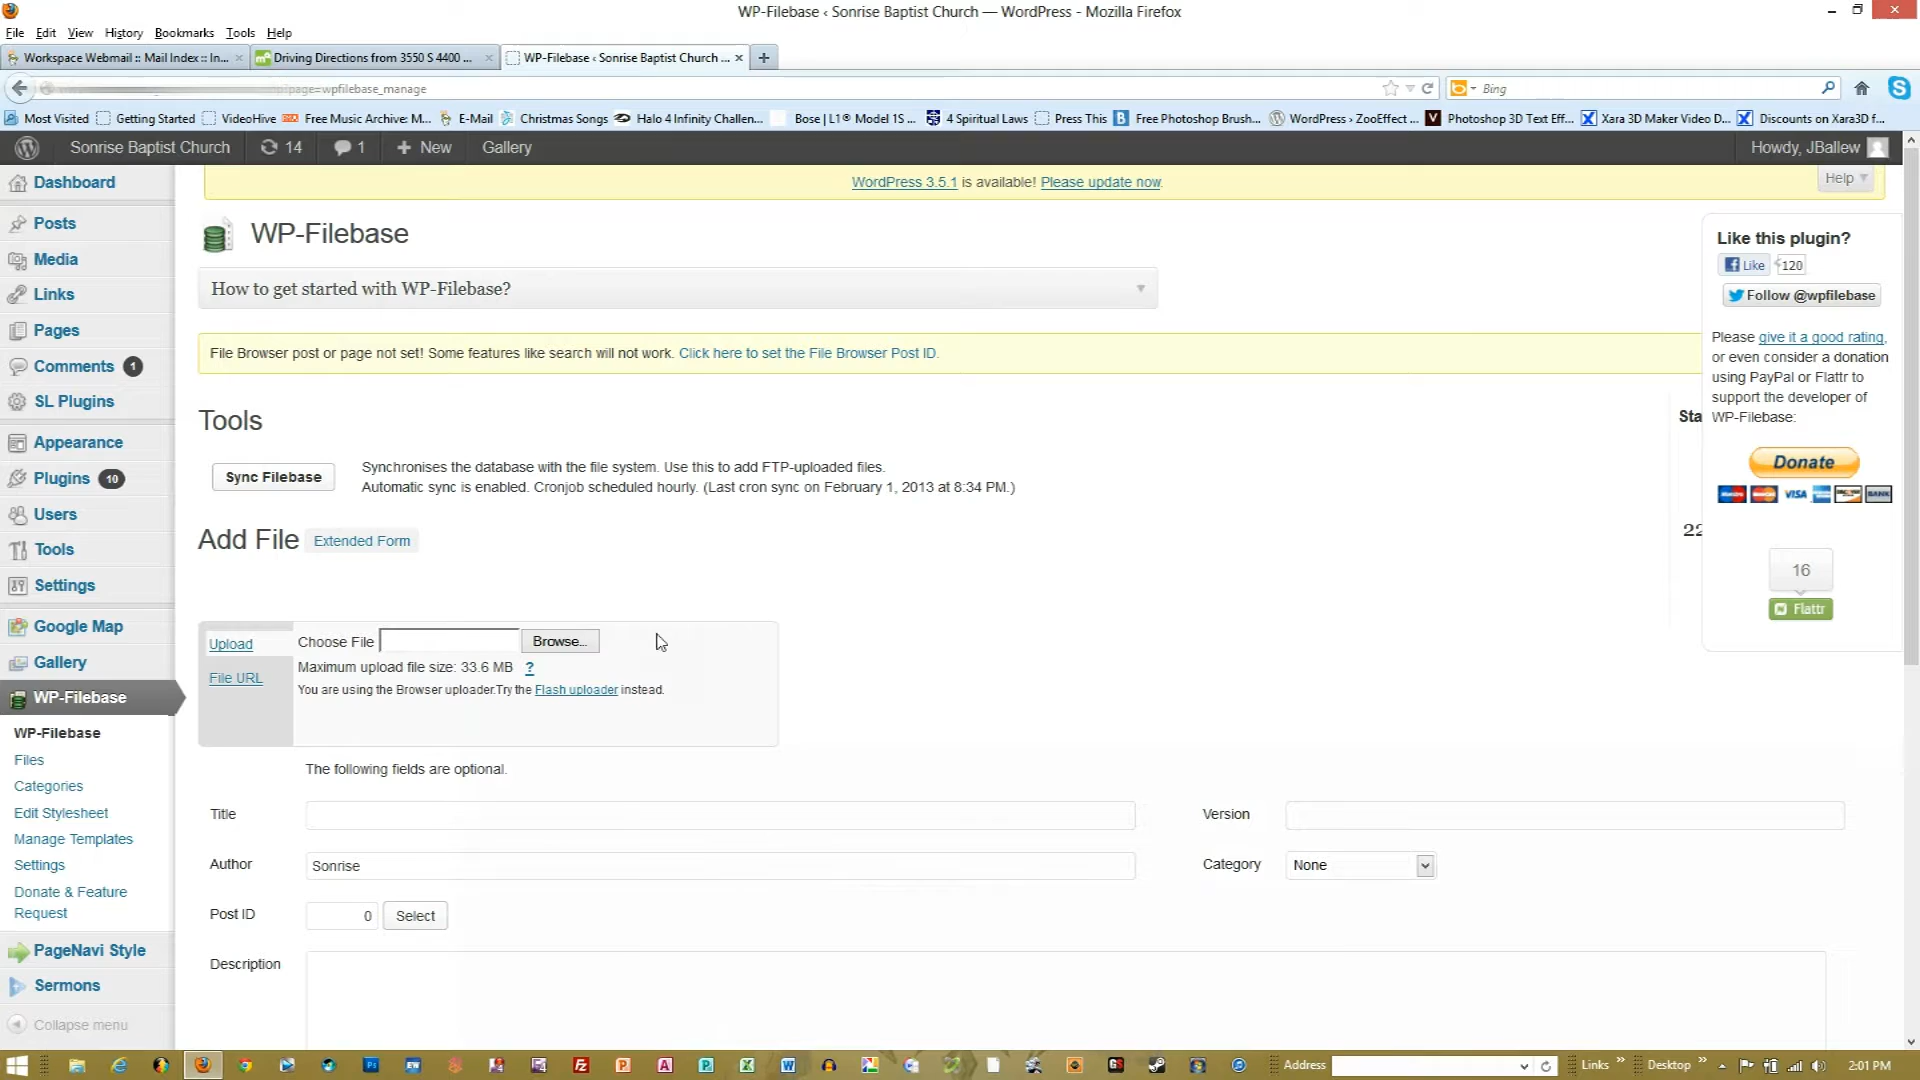 WP-Filebase ‹ Sonrise Baptist Church — WordPress - Mozilla Firefox
File Edit View History Bookmarks Tools Help
Workspace Webmail :: Mail Index :: In... × Driving Directions from 3550 S 4400 ... × WP-Filebase ‹ Sonrise Baptist Church ... × +
?page=wpfilebase_manage Bing
Most Visited Getting Started VideoHive Free Music Archive: M... E-Mail Christmas Songs Halo 4 Infinity Challen... Bose | L1® Model 1S ... 4 Spiritual Laws Press This Free Photoshop Brush... WordPress › ZooEffect ... Photoshop 3D Text Eff... Xara 3D Maker Video D... Discounts on Xara3D f...
Sonrise Baptist Church 14 1 + New Gallery Howdy, JBallew
WordPress 3.5.1 is available! Please update now.
Help
Dashboard
Posts
Media
Links
Pages
Comments 1
SL Plugins
Appearance
Plugins 10
Users
Tools
Settings
Google Map
Gallery
WP-Filebase
WP-Filebase
Files
Categories
Edit Stylesheet
Manage Templates
Settings
Donate & Feature
Request
PageNavi Style
Sermons
Collapse menu
WP-Filebase
How to get started with WP-Filebase?
File Browser post or page not set! Some features like search will not work. Click here to set the File Browser Post ID.
Tools
Sync Filebase
Synchronises the database with the file system. Use this to add FTP-uploaded files.
Automatic sync is enabled. Cronjob scheduled hourly. (Last cron sync on February 1, 2013 at 8:34 PM.)
Add File Extended Form
Upload
File URL
Choose File Browse...
Maximum upload file size: 33.6 MB ?
You are using the Browser uploader.Try the Flash uploader instead.
The following fields are optional.
Title
Version
Author Sonrise
Category None
Post ID 0 Select
Description
Sta
22
Like this plugin?
Like 120
Follow @wpfilebase
Please give it a good rating,
or even consider a donation
using PayPal or Flattr to
support the developer of
WP-Filebase:
Donate
VISA
BANK
16
Flattr
Address Links » Desktop » 2:01 PM